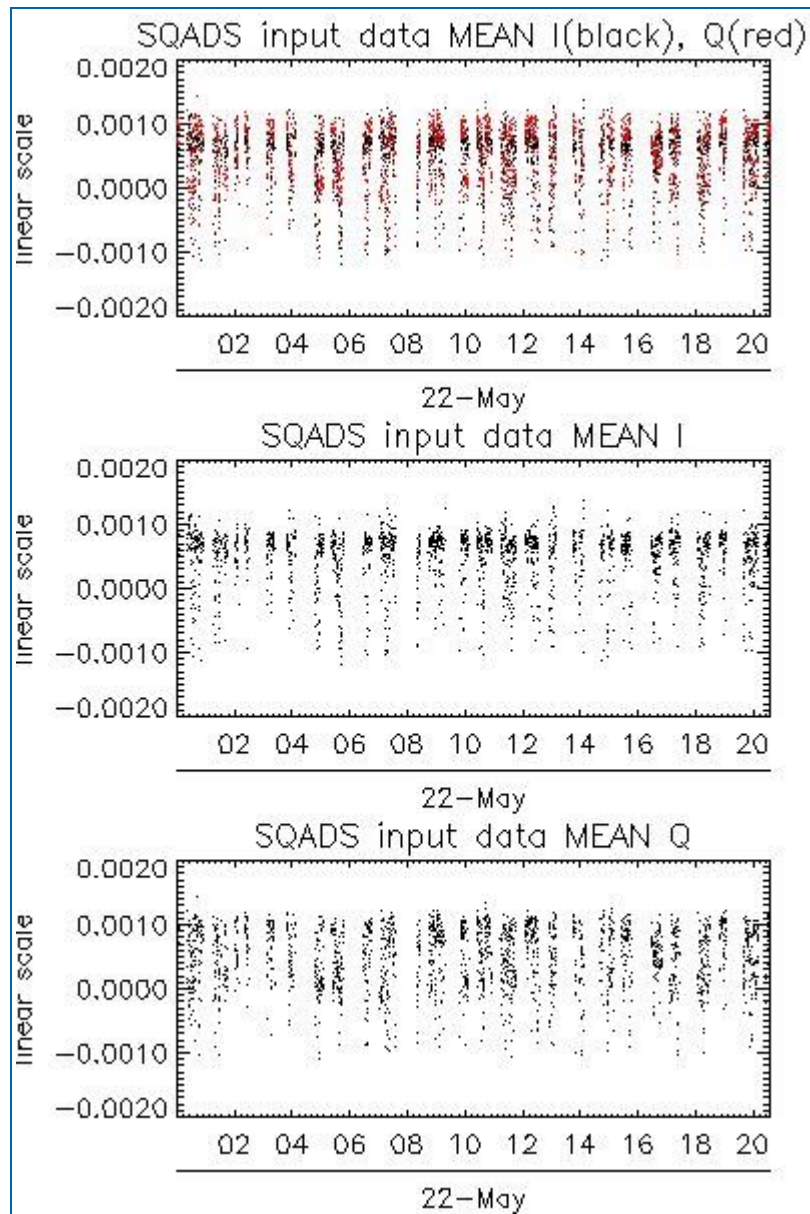 SQADS input data MEAN I(black), Q(red)
linear scale
0.0020
0.0010
0.0000
−0.0010
−0.0020
02 04 06 08 10 12 14 16 18 20
22−May
SQADS input data MEAN I
linear scale
0.0020
0.0010
0.0000
−0.0010
−0.0020
02 04 06 08 10 12 14 16 18 20
22−May
SQADS input data MEAN Q
linear scale
0.0020
0.0010
0.0000
−0.0010
−0.0020
02 04 06 08 10 12 14 16 18 20
22−May